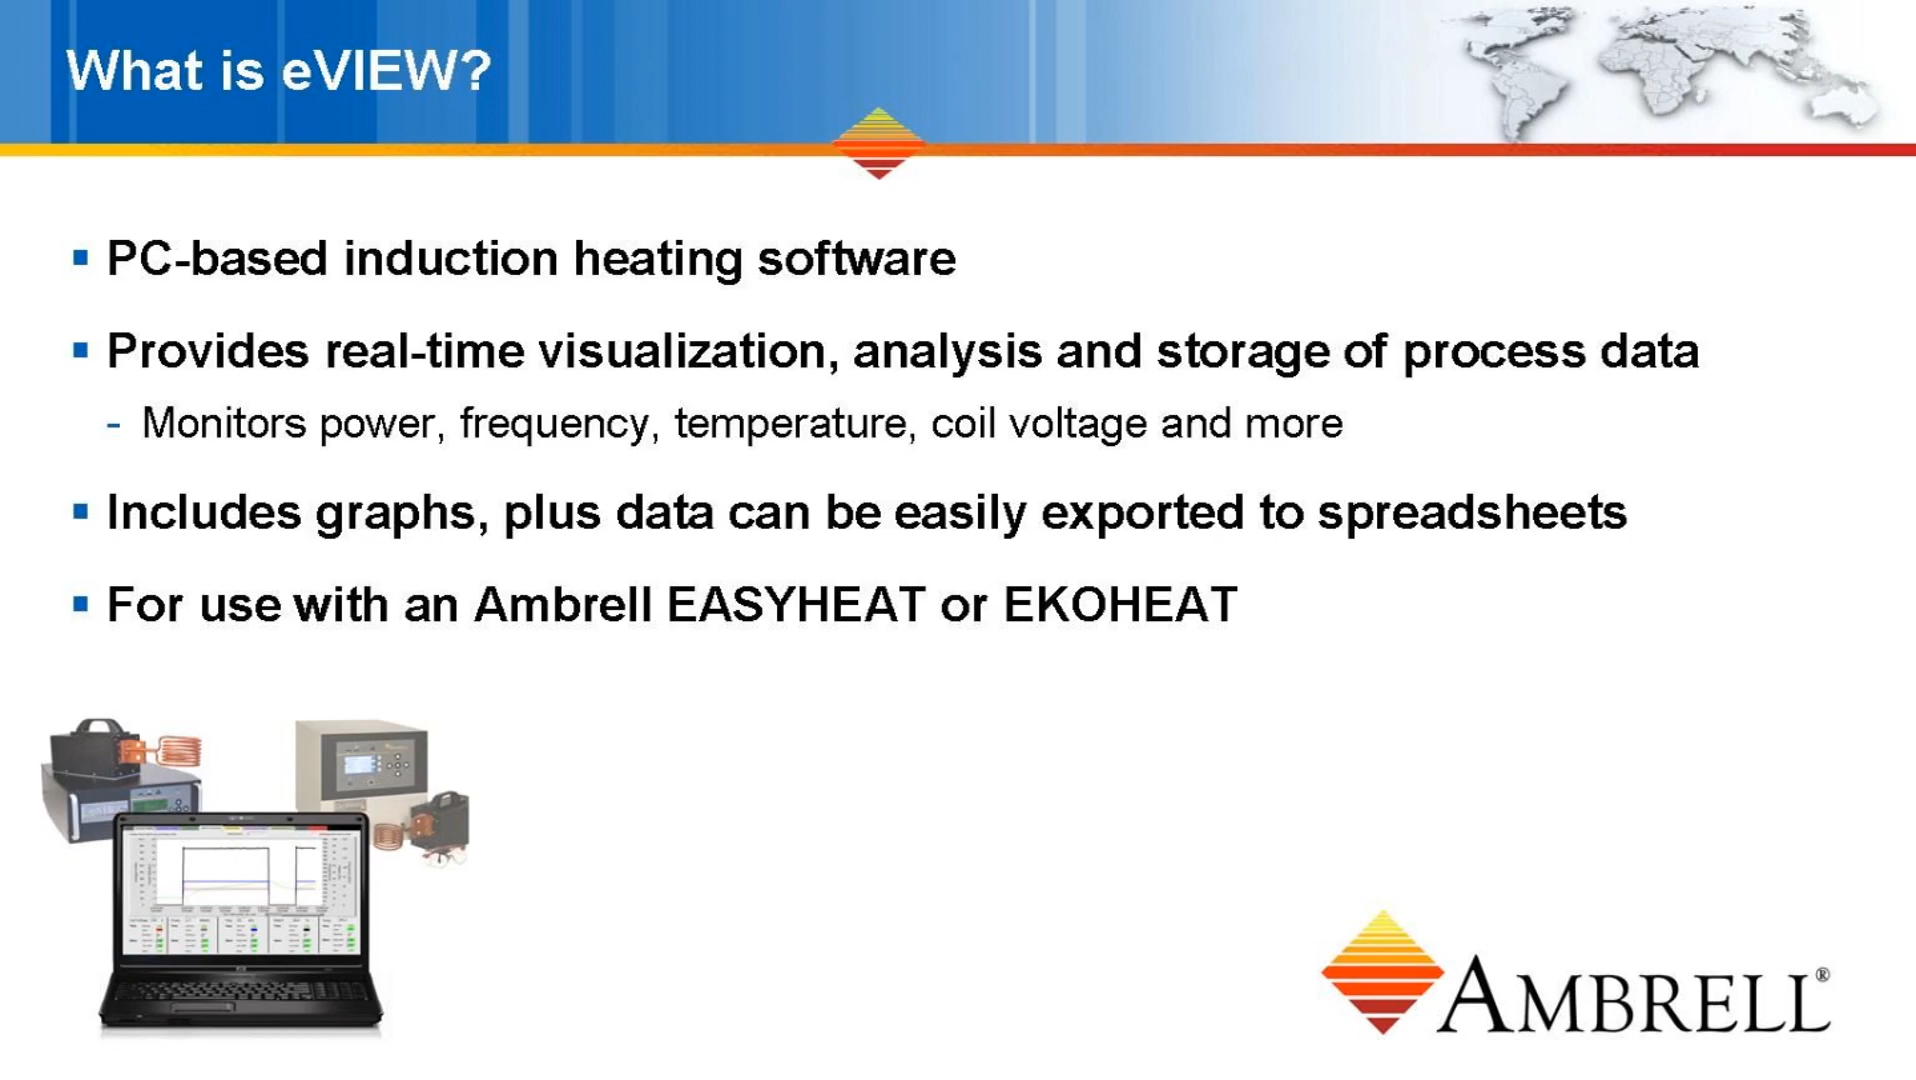 What is eVIEW?
PC-based induction heating software
Provides real-time visualization, analysis and storage of process data
- Monitors power, frequency, temperature, coil voltage and more
Includes graphs, plus data can be easily exported to spreadsheets
For use with an Ambrell EASYHEAT or EKOHEAT
AMBRELL®